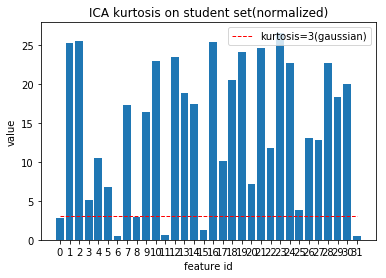 ICA kurtosis on student set(normalized)
kurtosis=3(gaussian)
25
20
15
10
5
0
value
0 1 2 3 4 5 6 7 8 9 10 11 12 13 14 15 16 17 18 19 20 21 22 23 24 25 26 27 28 29 30 31
feature id